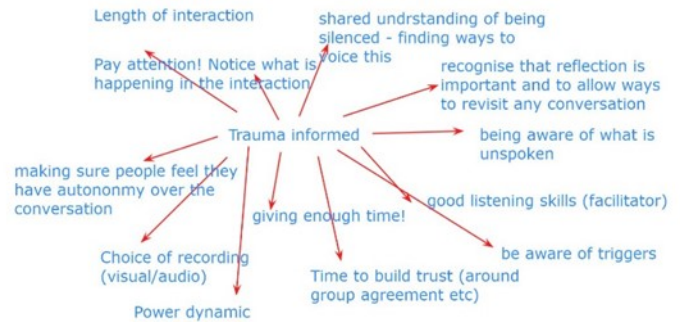 Length of interaction
shared undrstanding of being
silenced - finding ways to
voice this
Pay attention! Notice what is
happening in the interaction
recognise that reflection is
important and to allow ways
to revisit any conversation
Trauma informed
being aware of what is
unspoken
making sure people feel they
have autononmy over the
conversation
good listening skills (facilitator)
giving enough time!
Choice of recording
(visual/audio)
be aware of triggers
Time to build trust (around
group agreement etc)
Power dynamic